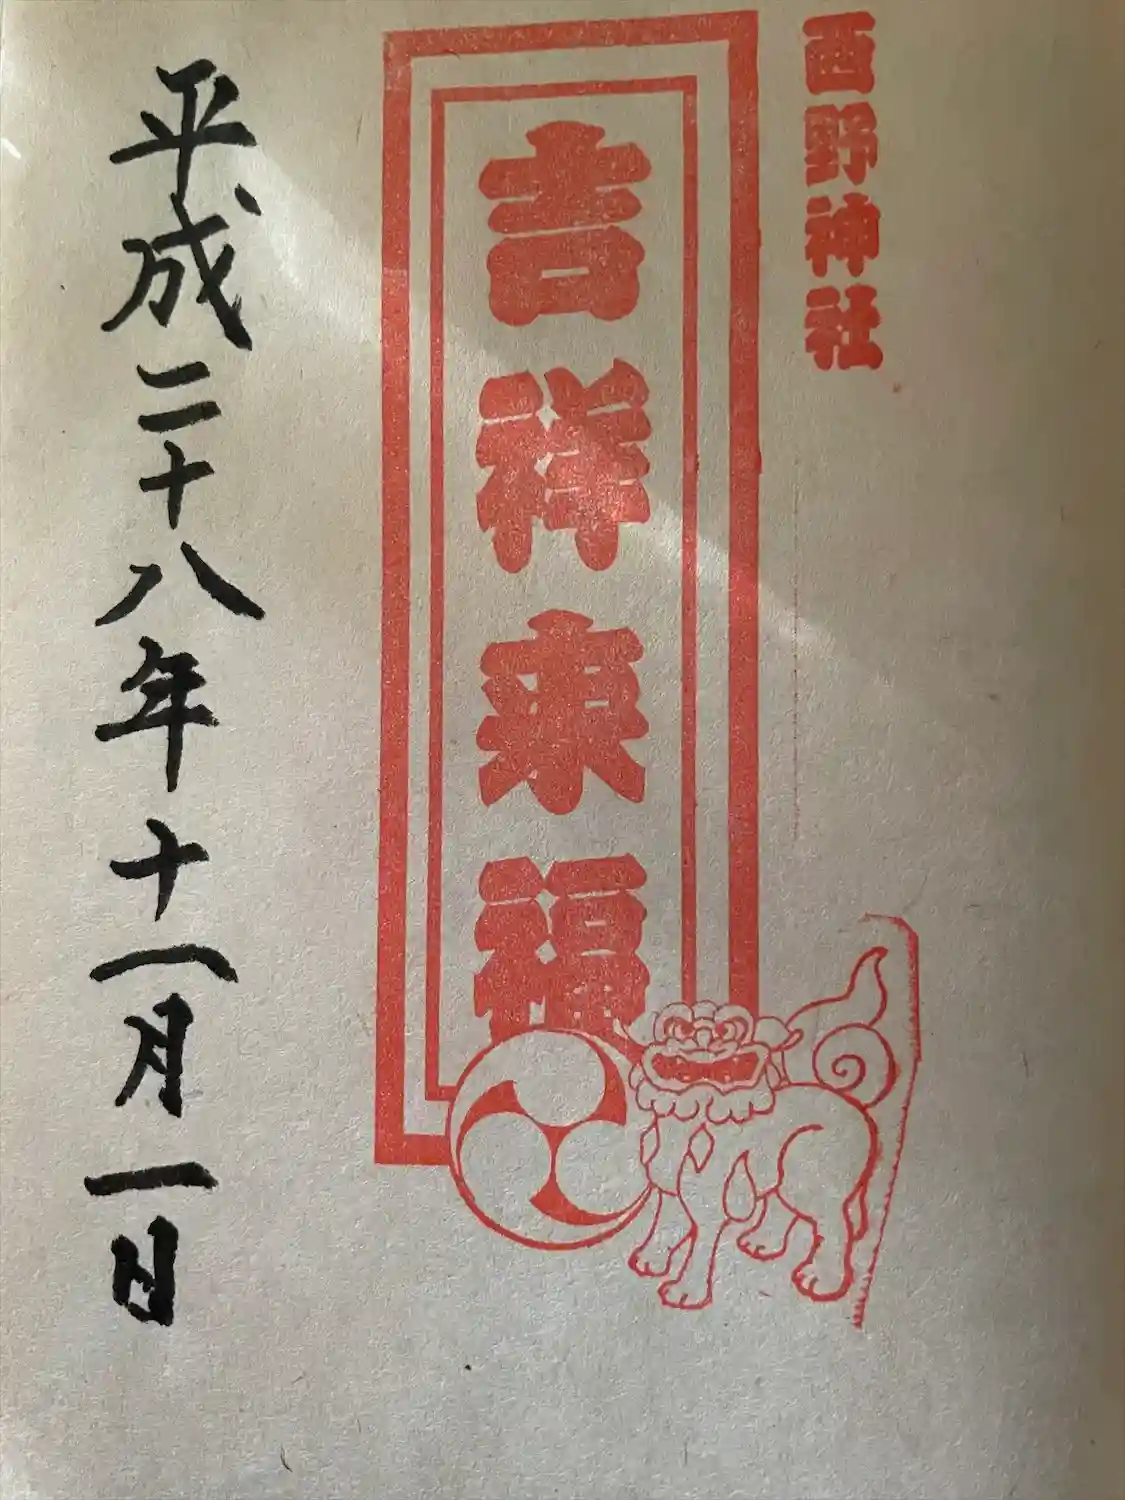 西野神社
吉祥来福
平成二十八年十一月一日